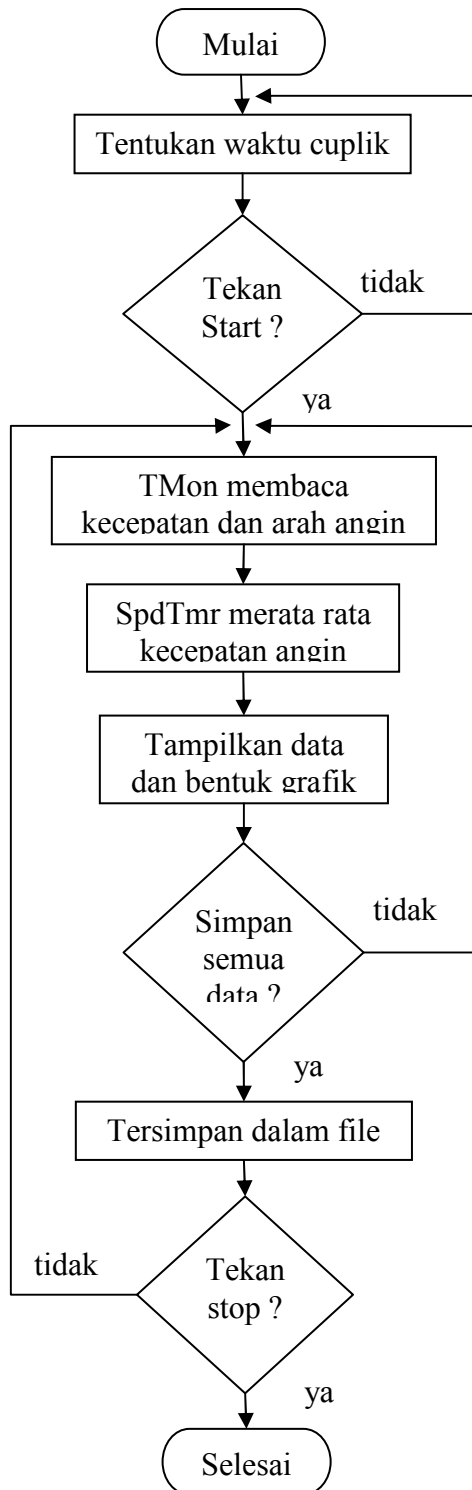 Mulai
Tentukan waktu cuplik
Tekan
Start ?
tidak
ya
TMon membaca
kecepatan dan arah angin
SpdTmr merata rata
kecepatan angin
Tampilkan data
dan bentuk grafik
Simpan
semua
data ?
tidak
ya
Tersimpan dalam file
Tekan
stop ?
tidak
ya
Selesai